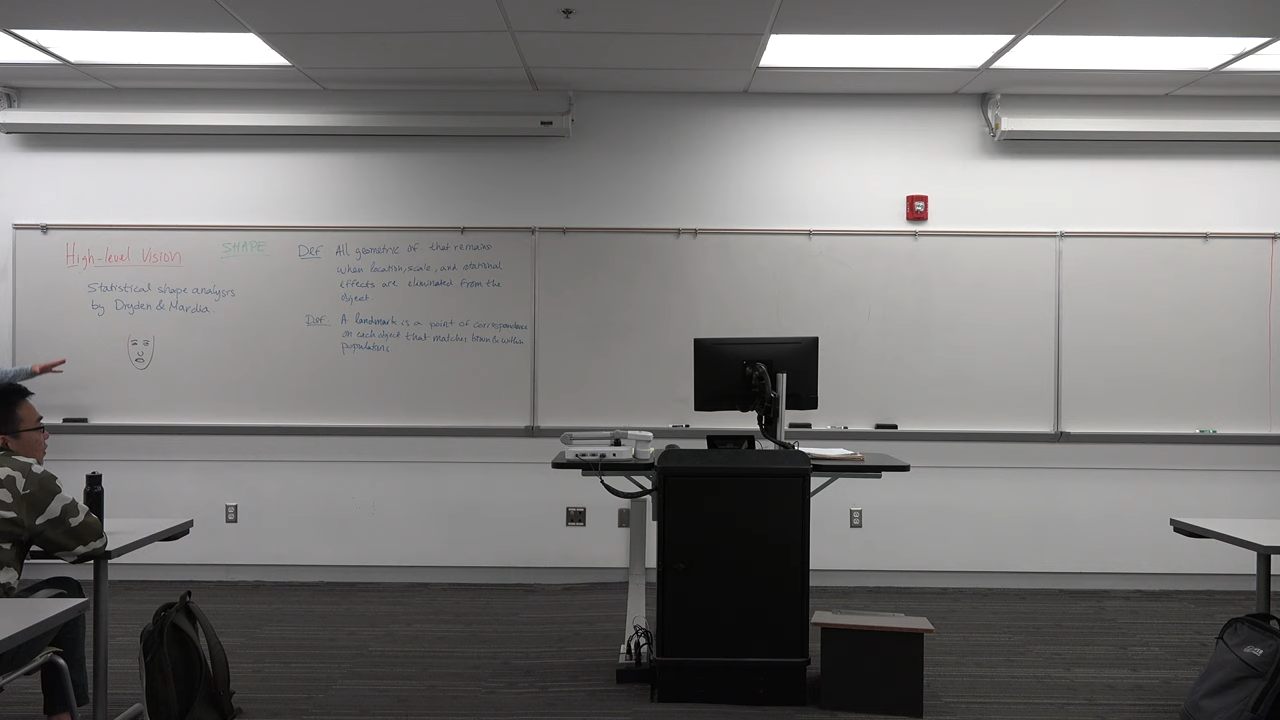 High-level Vision
Statistical shape analysis
by Dryden & Mardia.
SHAPE
Def All geometric of that remains
when location, scale, and rotational
effects are eliminated from the
object
Def. A landmark is a point of correspondence
on each object that matches btwn & within
populations